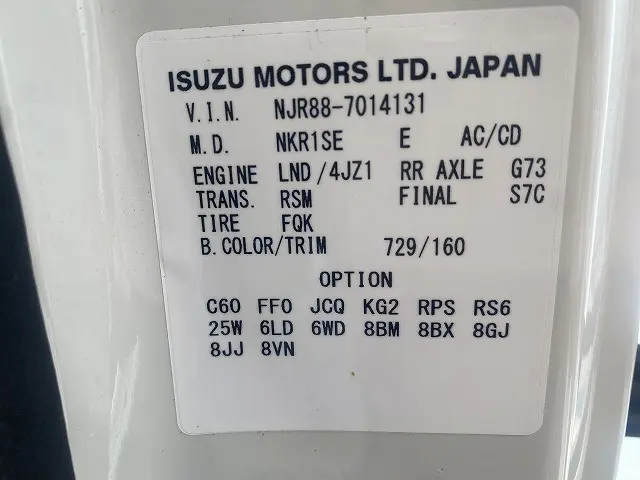 ISUZU MOTORS LTD. JAPAN
V.I.N. NJR88-7014131
M.D. NKR1SE E AC/CD
ENGINE LND/4JZ1 RR AXLE G73
TRANS. RSM FINAL S7C
TIRE FQK
B.COLOR/TRIM 729/160
OPTION
C60 FF0 JCQ KG2 RPS RS6
25W 6LD 6WD 8BM 8BX 8GJ
8JJ 8VN